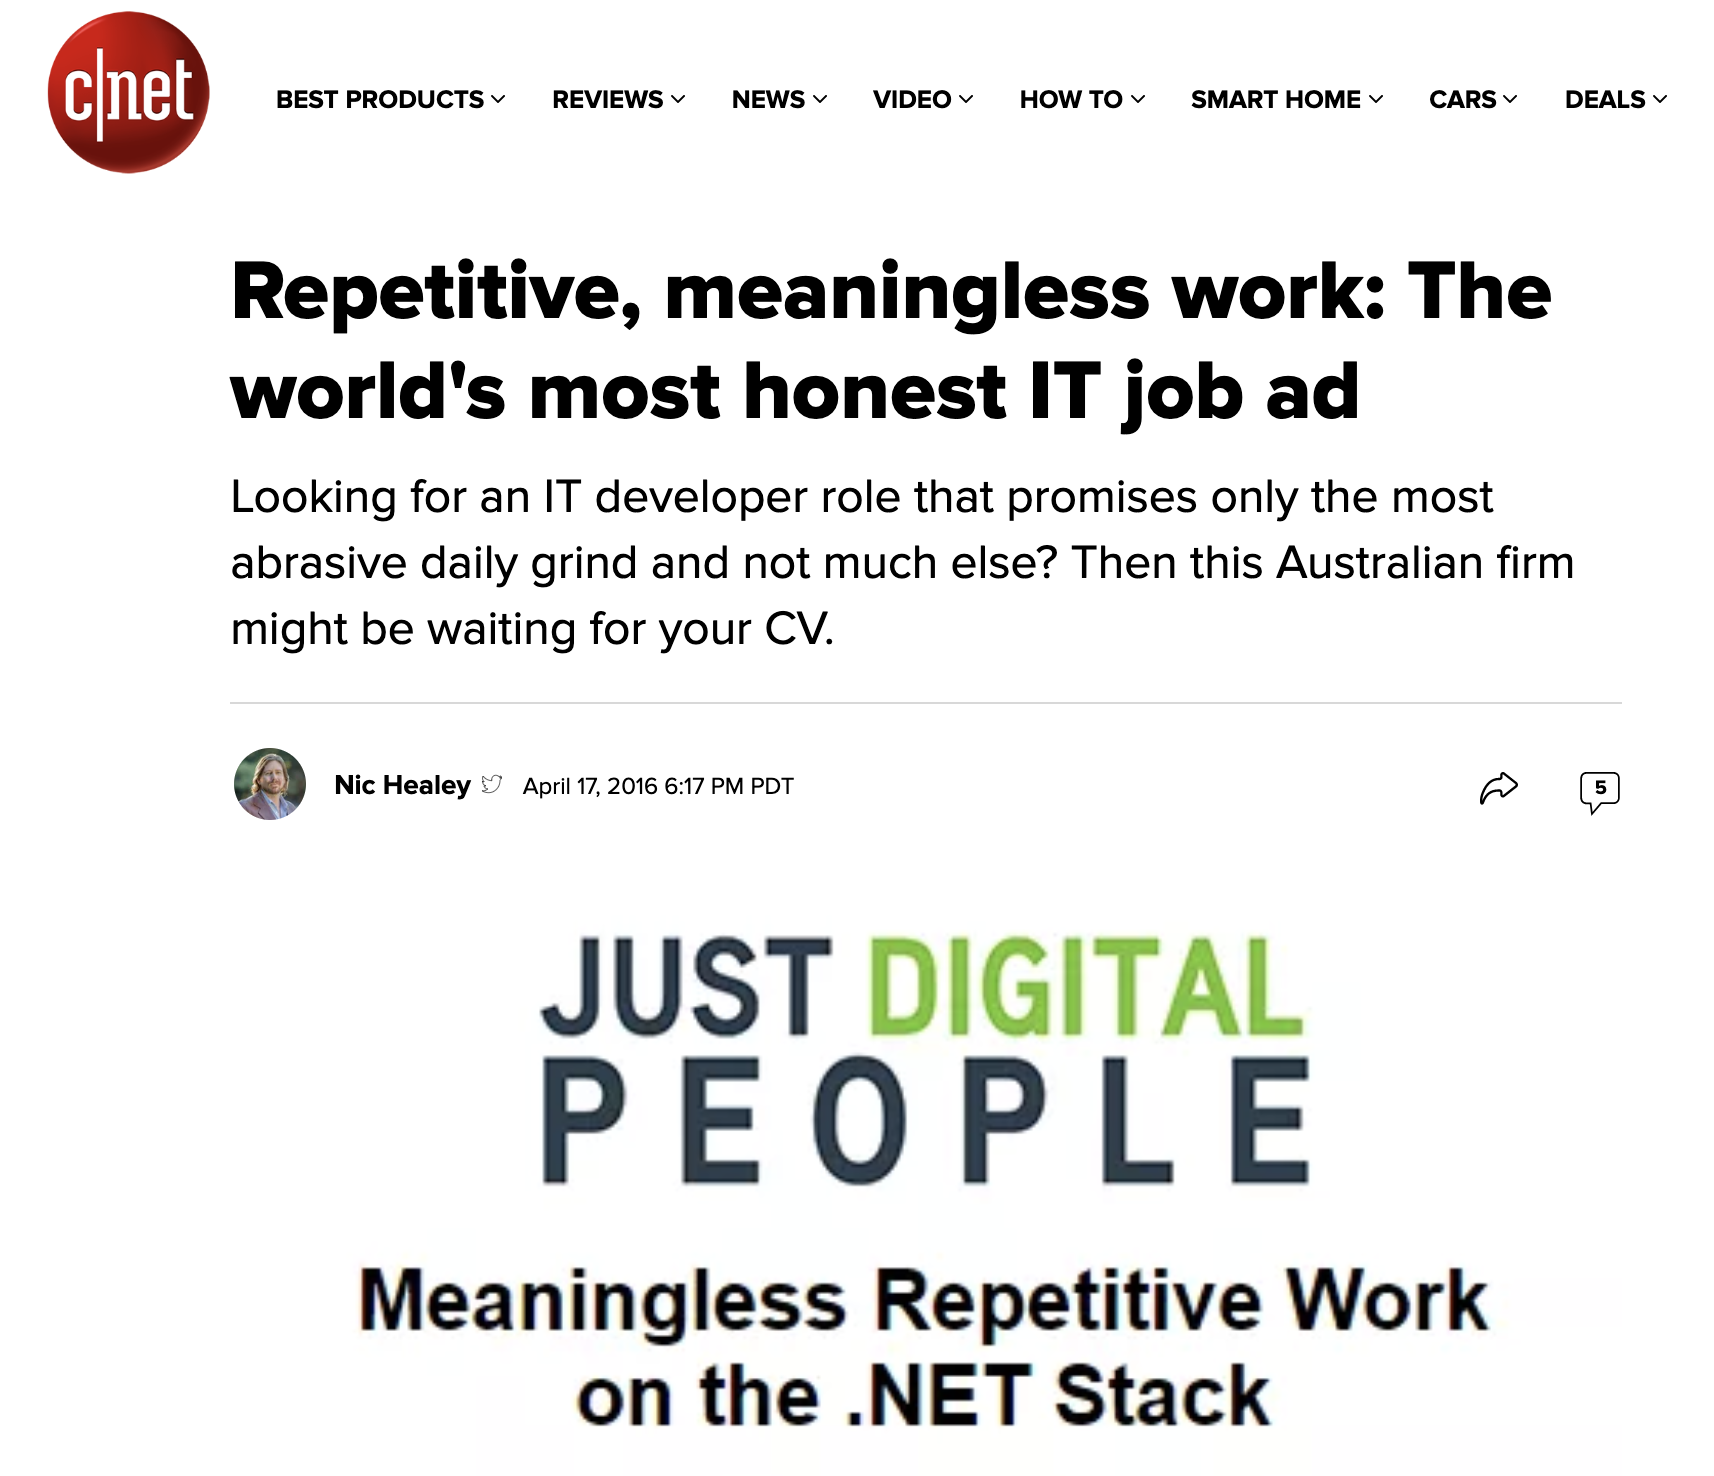 c|net
BEST PRODUCTS REVIEWS NEWS VIDEO HOW TO SMART HOME CARS DEALS
Repetitive, meaningless work: The
world's most honest IT job ad
Looking for an IT developer role that promises only the most
abrasive daily grind and not much else? Then this Australian firm
might be waiting for your CV.
Nic Healey April 17, 2016 6:17 PM PDT 5
JUST DIGITAL
PEOPLE
Meaningless Repetitive Work
on the .NET Stack